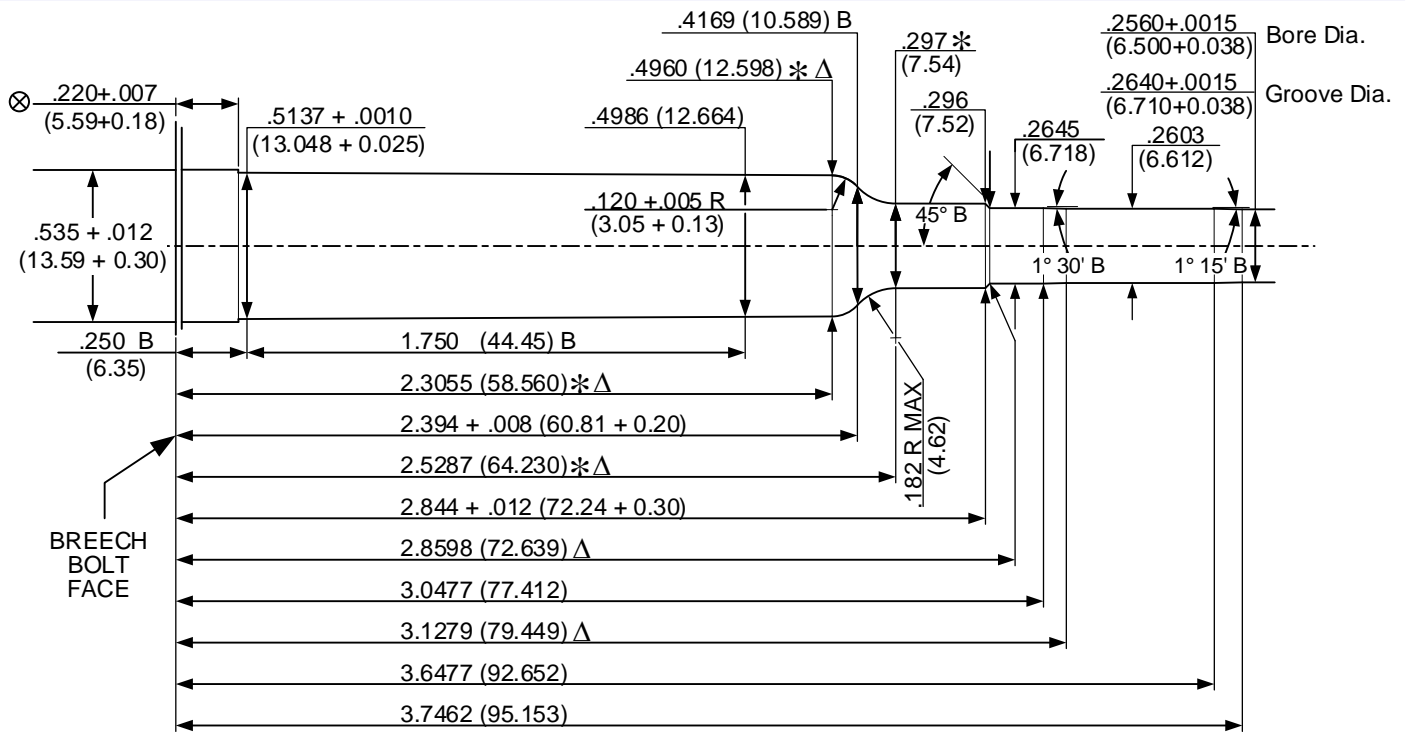 .4169 (10.589) B
.2560+.0015
(6.500+0.038)
Bore Dia.
.297 *
(7.54)
.4960 (12.598) * Δ
.2640+.0015
(6.710+0.038)
Groove Dia.
⊗ .220+.007
(5.59+0.18)
.5137 + .0010
(13.048 + 0.025)
.4986 (12.664)
.296
(7.52)
.2645
(6.718)
.2603
(6.612)
.120 +.005 R
(3.05 + 0.13)
45° B
.535 + .012
(13.59 + 0.30)
1° 30' B
1° 15' B
.250 B
(6.35)
1.750 (44.45) B
2.3055 (58.560) * Δ
.182 R MAX
(4.62)
2.394 + .008 (60.81 + 0.20)
2.5287 (64.230) * Δ
2.844 + .012 (72.24 + 0.30)
BREECH
BOLT
FACE
2.8598 (72.639) Δ
3.0477 (77.412)
3.1279 (79.449) Δ
3.6477 (92.652)
3.7462 (95.153)